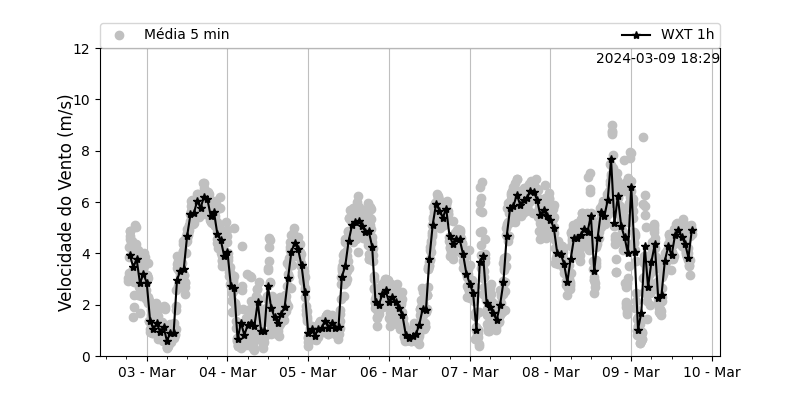 Média 5 min
WXT 1h
2024-03-09 18:29
Velocidade do Vento (m/s)
12
10
8
6
4
2
0
03 - Mar
04 - Mar
05 - Mar
06 - Mar
07 - Mar
08 - Mar
09 - Mar
10 - Mar